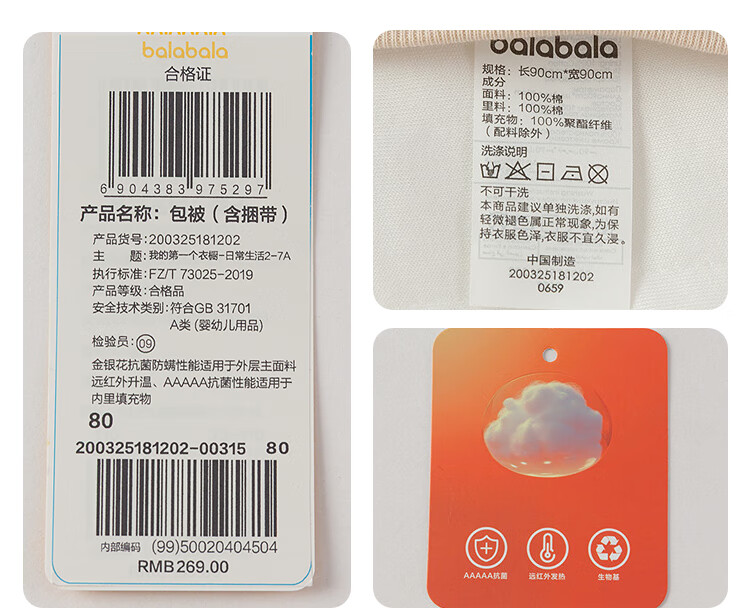 balabala
合格证
6 904383 975297
产品名称：包被（含捆带）
产品货号：200325181202
主　　题：我的第一个衣橱-日常生活2-7A
执行标准：FZ/T 73025-2019
产品等级：合格品
安全技术类别：符合GB 31701
A类 (婴幼儿用品)
检验员：09
金银花抗菌防螨性能适用于外层主面料
远红外升温、AAAAA抗菌性能适用于
内里填充物
80
200325181202-00315 80
内部编码 (99)50020404504
RMB269.00
balabala
规格：长90cm*宽90cm
成分
面料：100%棉
里料：100%棉
填充物：100%聚酯纤维
（配料除外）
洗涤说明
不可干洗
本商品建议单独洗涤,如有
轻微褪色属正常现象,为保
持衣服色泽,衣服不宜久浸。
中国制造
200325181202
0659
AAAAA抗菌
远红外发热
生物基